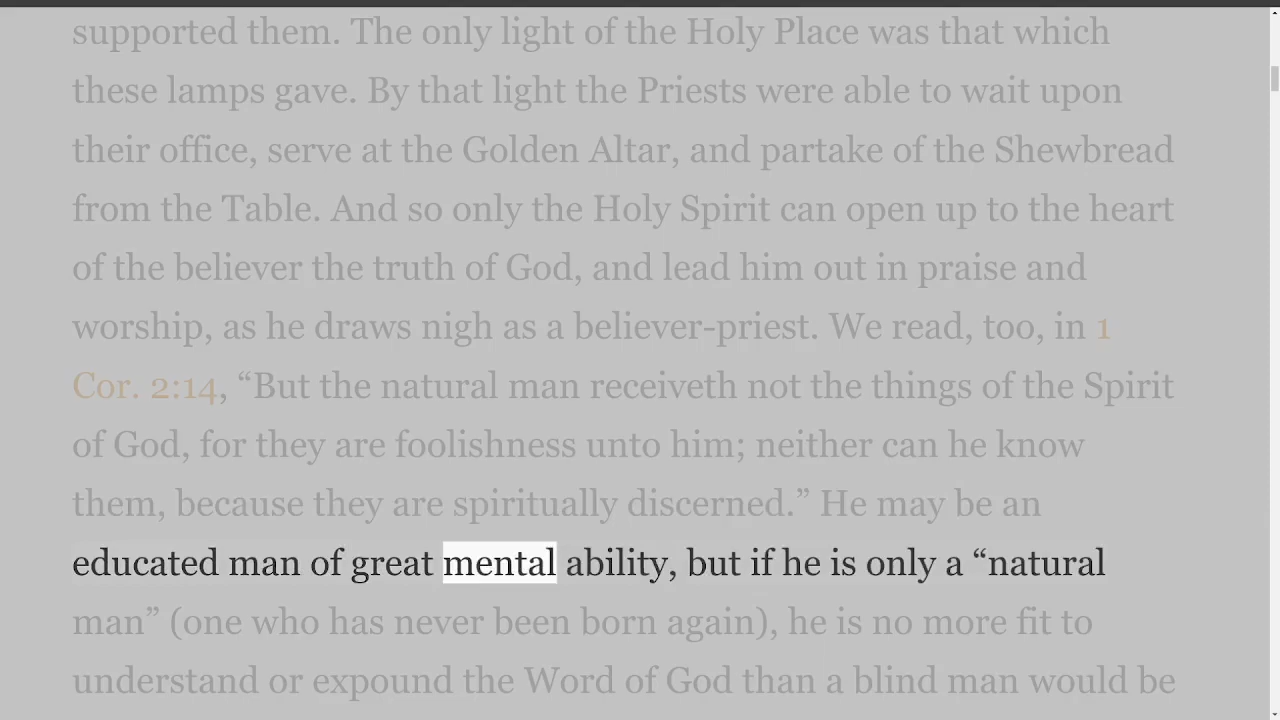 supported them. The only light of the Holy Place was that which
these lamps gave. By that light the Priests were able to wait upon
their office, serve at the Golden Altar, and partake of the Shewbread
from the Table. And so only the Holy Spirit can open up to the heart
of the believer the truth of God, and lead him out in praise and
worship, as he draws nigh as a believer-priest. We read, too, in 1
Cor. 2:14, “But the natural man receiveth not the things of the Spirit
of God, for they are foolishness unto him; neither can he know
them, because they are spiritually discerned.” He may be an
educated man of great mental ability, but if he is only a “natural
man” (one who has never been born again), he is no more fit to
understand or expound the Word of God than a blind man would be